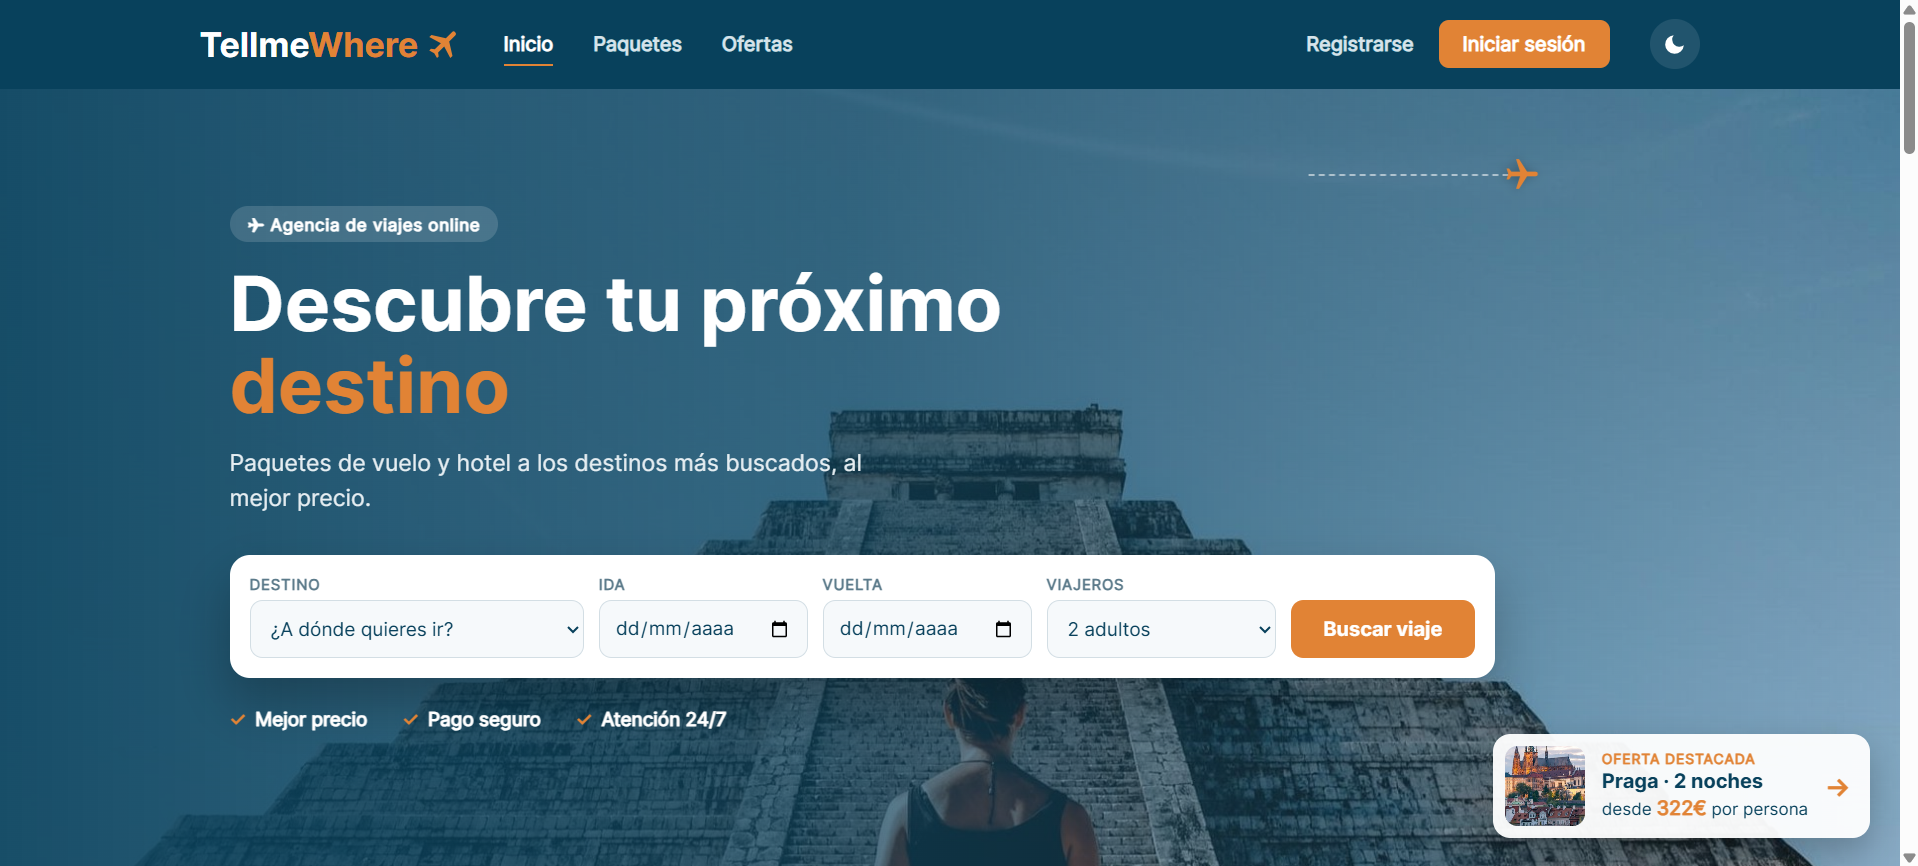 TellmeWhere
Inicio
Paquetes
Ofertas
Registrarse
Iniciar sesión
Agencia de viajes online
Descubre tu próximo
destino
Paquetes de vuelo y hotel a los destinos más buscados, al
mejor precio.
DESTINO
¿A dónde quieres ir?
IDA
dd/mm/aaaa
VUELTA
dd/mm/aaaa
VIAJEROS
2 adultos
Buscar viaje
Mejor precio
Pago seguro
Atención 24/7
OFERTA DESTACADA
Praga · 2 noches
desde 322€ por persona